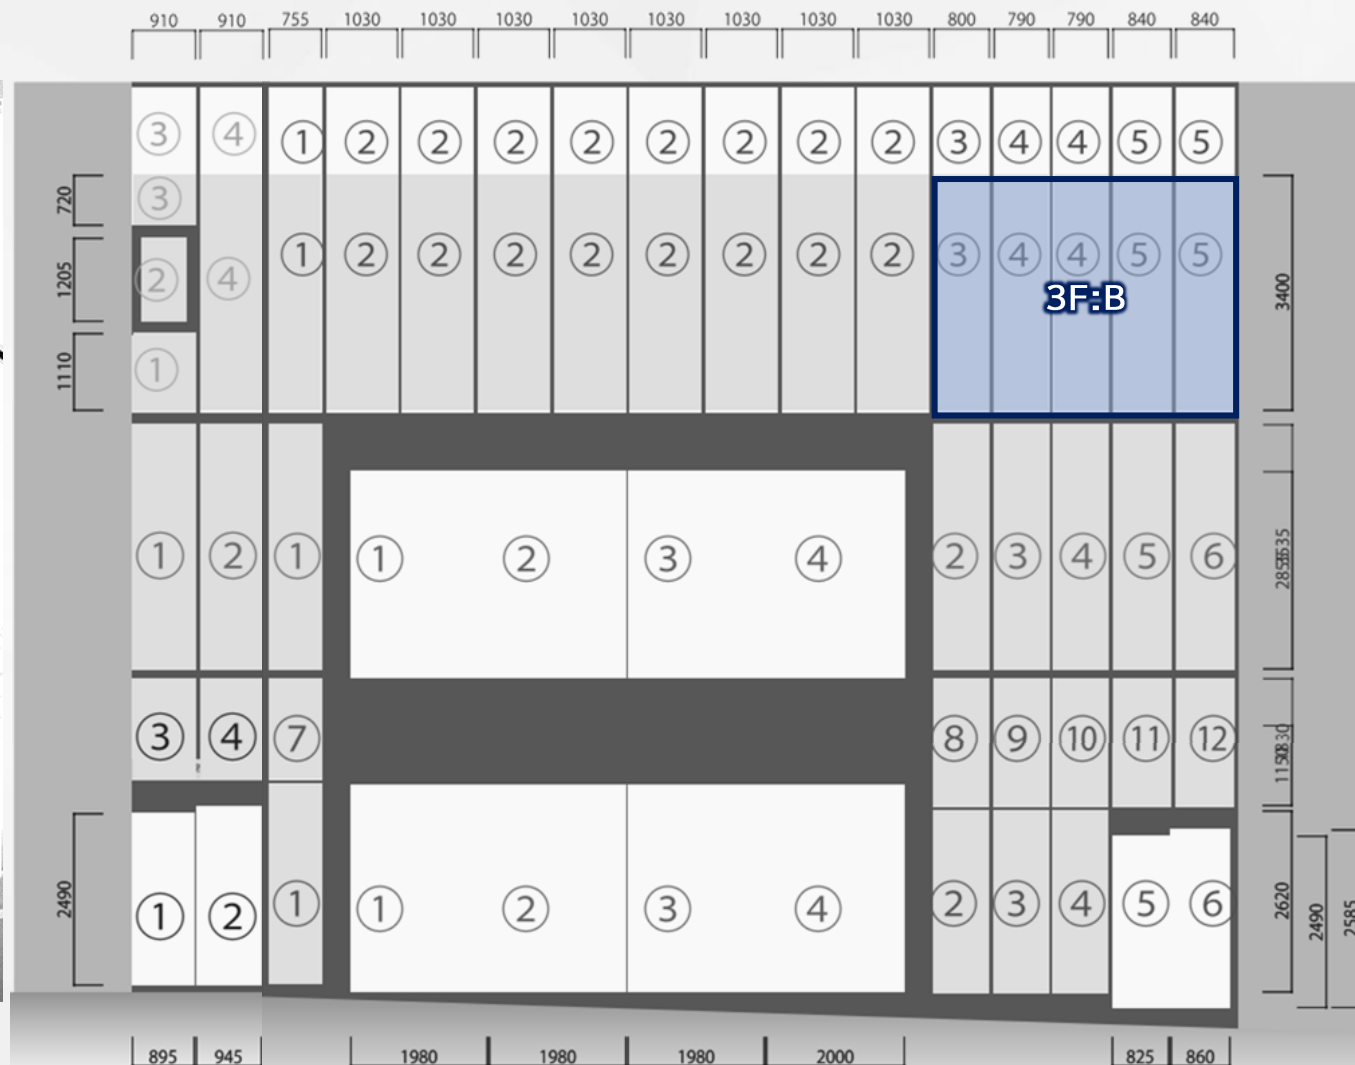 910 910 755 1030 1030 1030 1030 1030 1030 1030 1030 800 790 790 840 840
③ ④ ① ② ② ② ② ② ② ② ② ③ ④ ④ ⑤ ⑤
720 ③
① ② ② ② ② ② ② ② ② ③ ④ ④ ⑤ ⑤
1205 ② ④ 3F:B 3400
1110 ①
① ② ① ① ② ③ ④ ② ③ ④ ⑤ ⑥
③ ④ ⑦ ⑧ ⑨ ⑩ ⑪ ⑫
2490 ① ② ① ① ② ③ ④ ② ③ ④ ⑤ ⑥ 2620 2490 2585
895 945 1980 1980 1980 2000 825 860